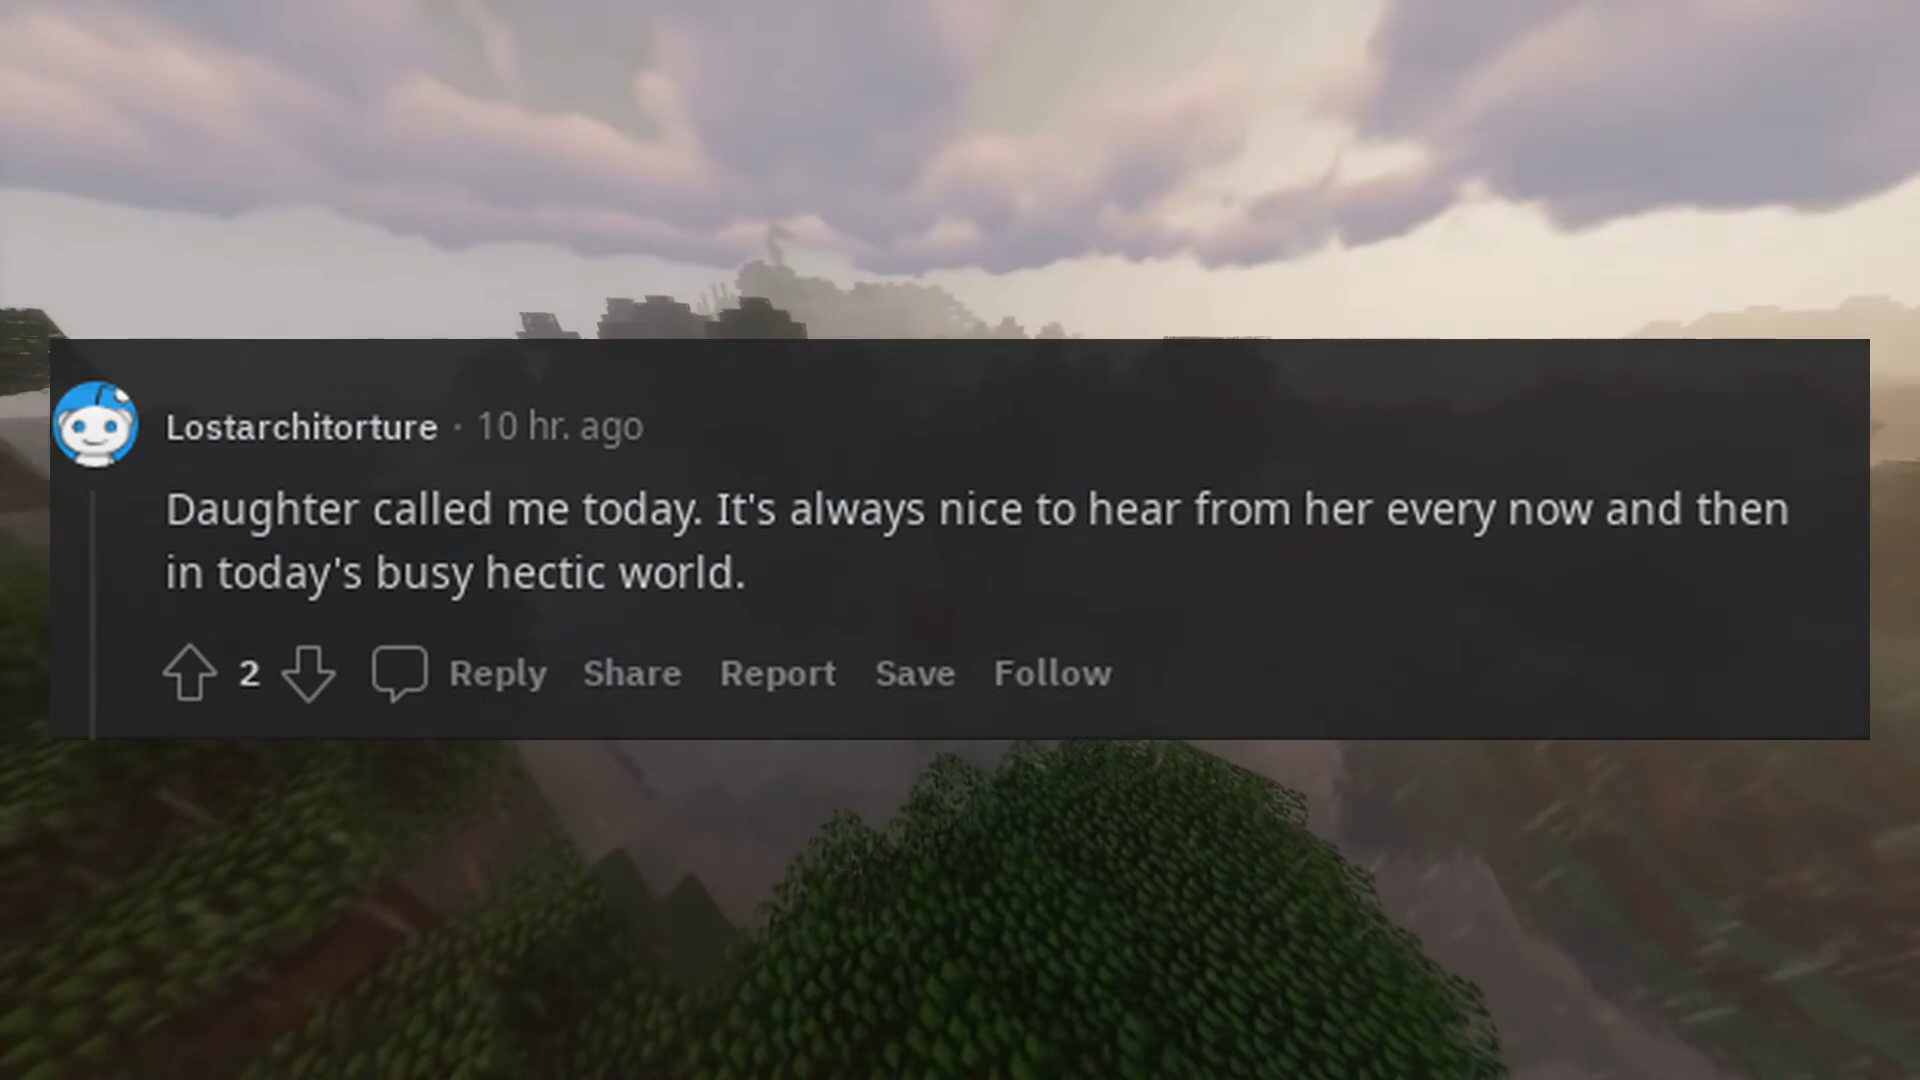 Lostarchitorture · 10 hr. ago
Daughter called me today. It's always nice to hear from her every now and then
in today's busy hectic world.
2 Reply Share Report Save Follow